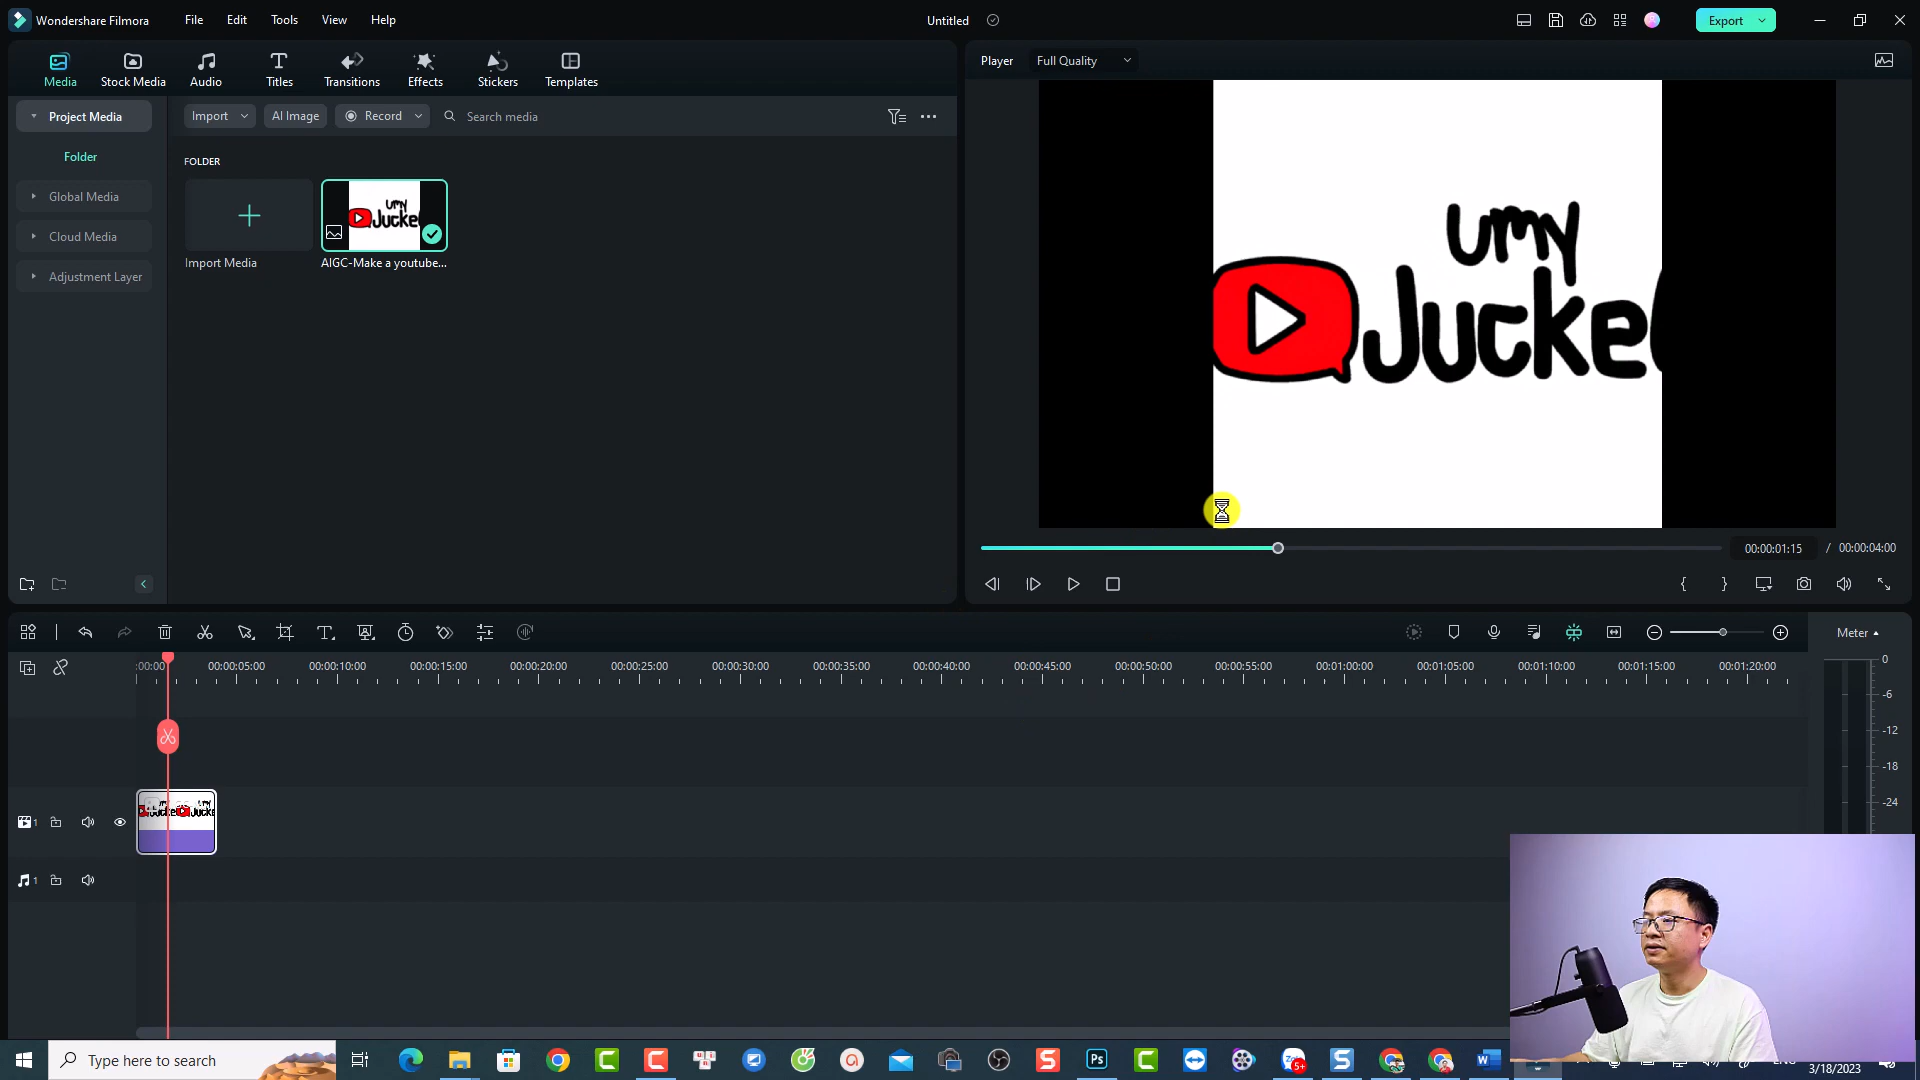 Wondershare Filmora File Edit Tools View Help Untitled Export
Media Stock Media Audio Titles Transitions Effects Stickers Templates
Player Full Quality
Project Media
Folder
Global Media
Cloud Media
Adjustment Layer
Import AI Image Record Search media
FOLDER
umy
Jucke
Import Media
AIGC-Make a youtube...
umy
Jucke
00:00:01:15 / 00:00:04:00
Meter
:00:00 00:00:05:00 00:00:10:00 00:00:15:00 00:00:20:00 00:00:25:00 00:00:30:00 00:00:35:00 00:00:40:00 00:00:45:00 00:00:50:00 00:00:55:00 00:01:00:00 00:01:05:00 00:01:10:00 00:01:15:00 00:01:20:00
0
-6
-12
-18
-24
1
1
Type here to search
Ps
5+
3/18/2023